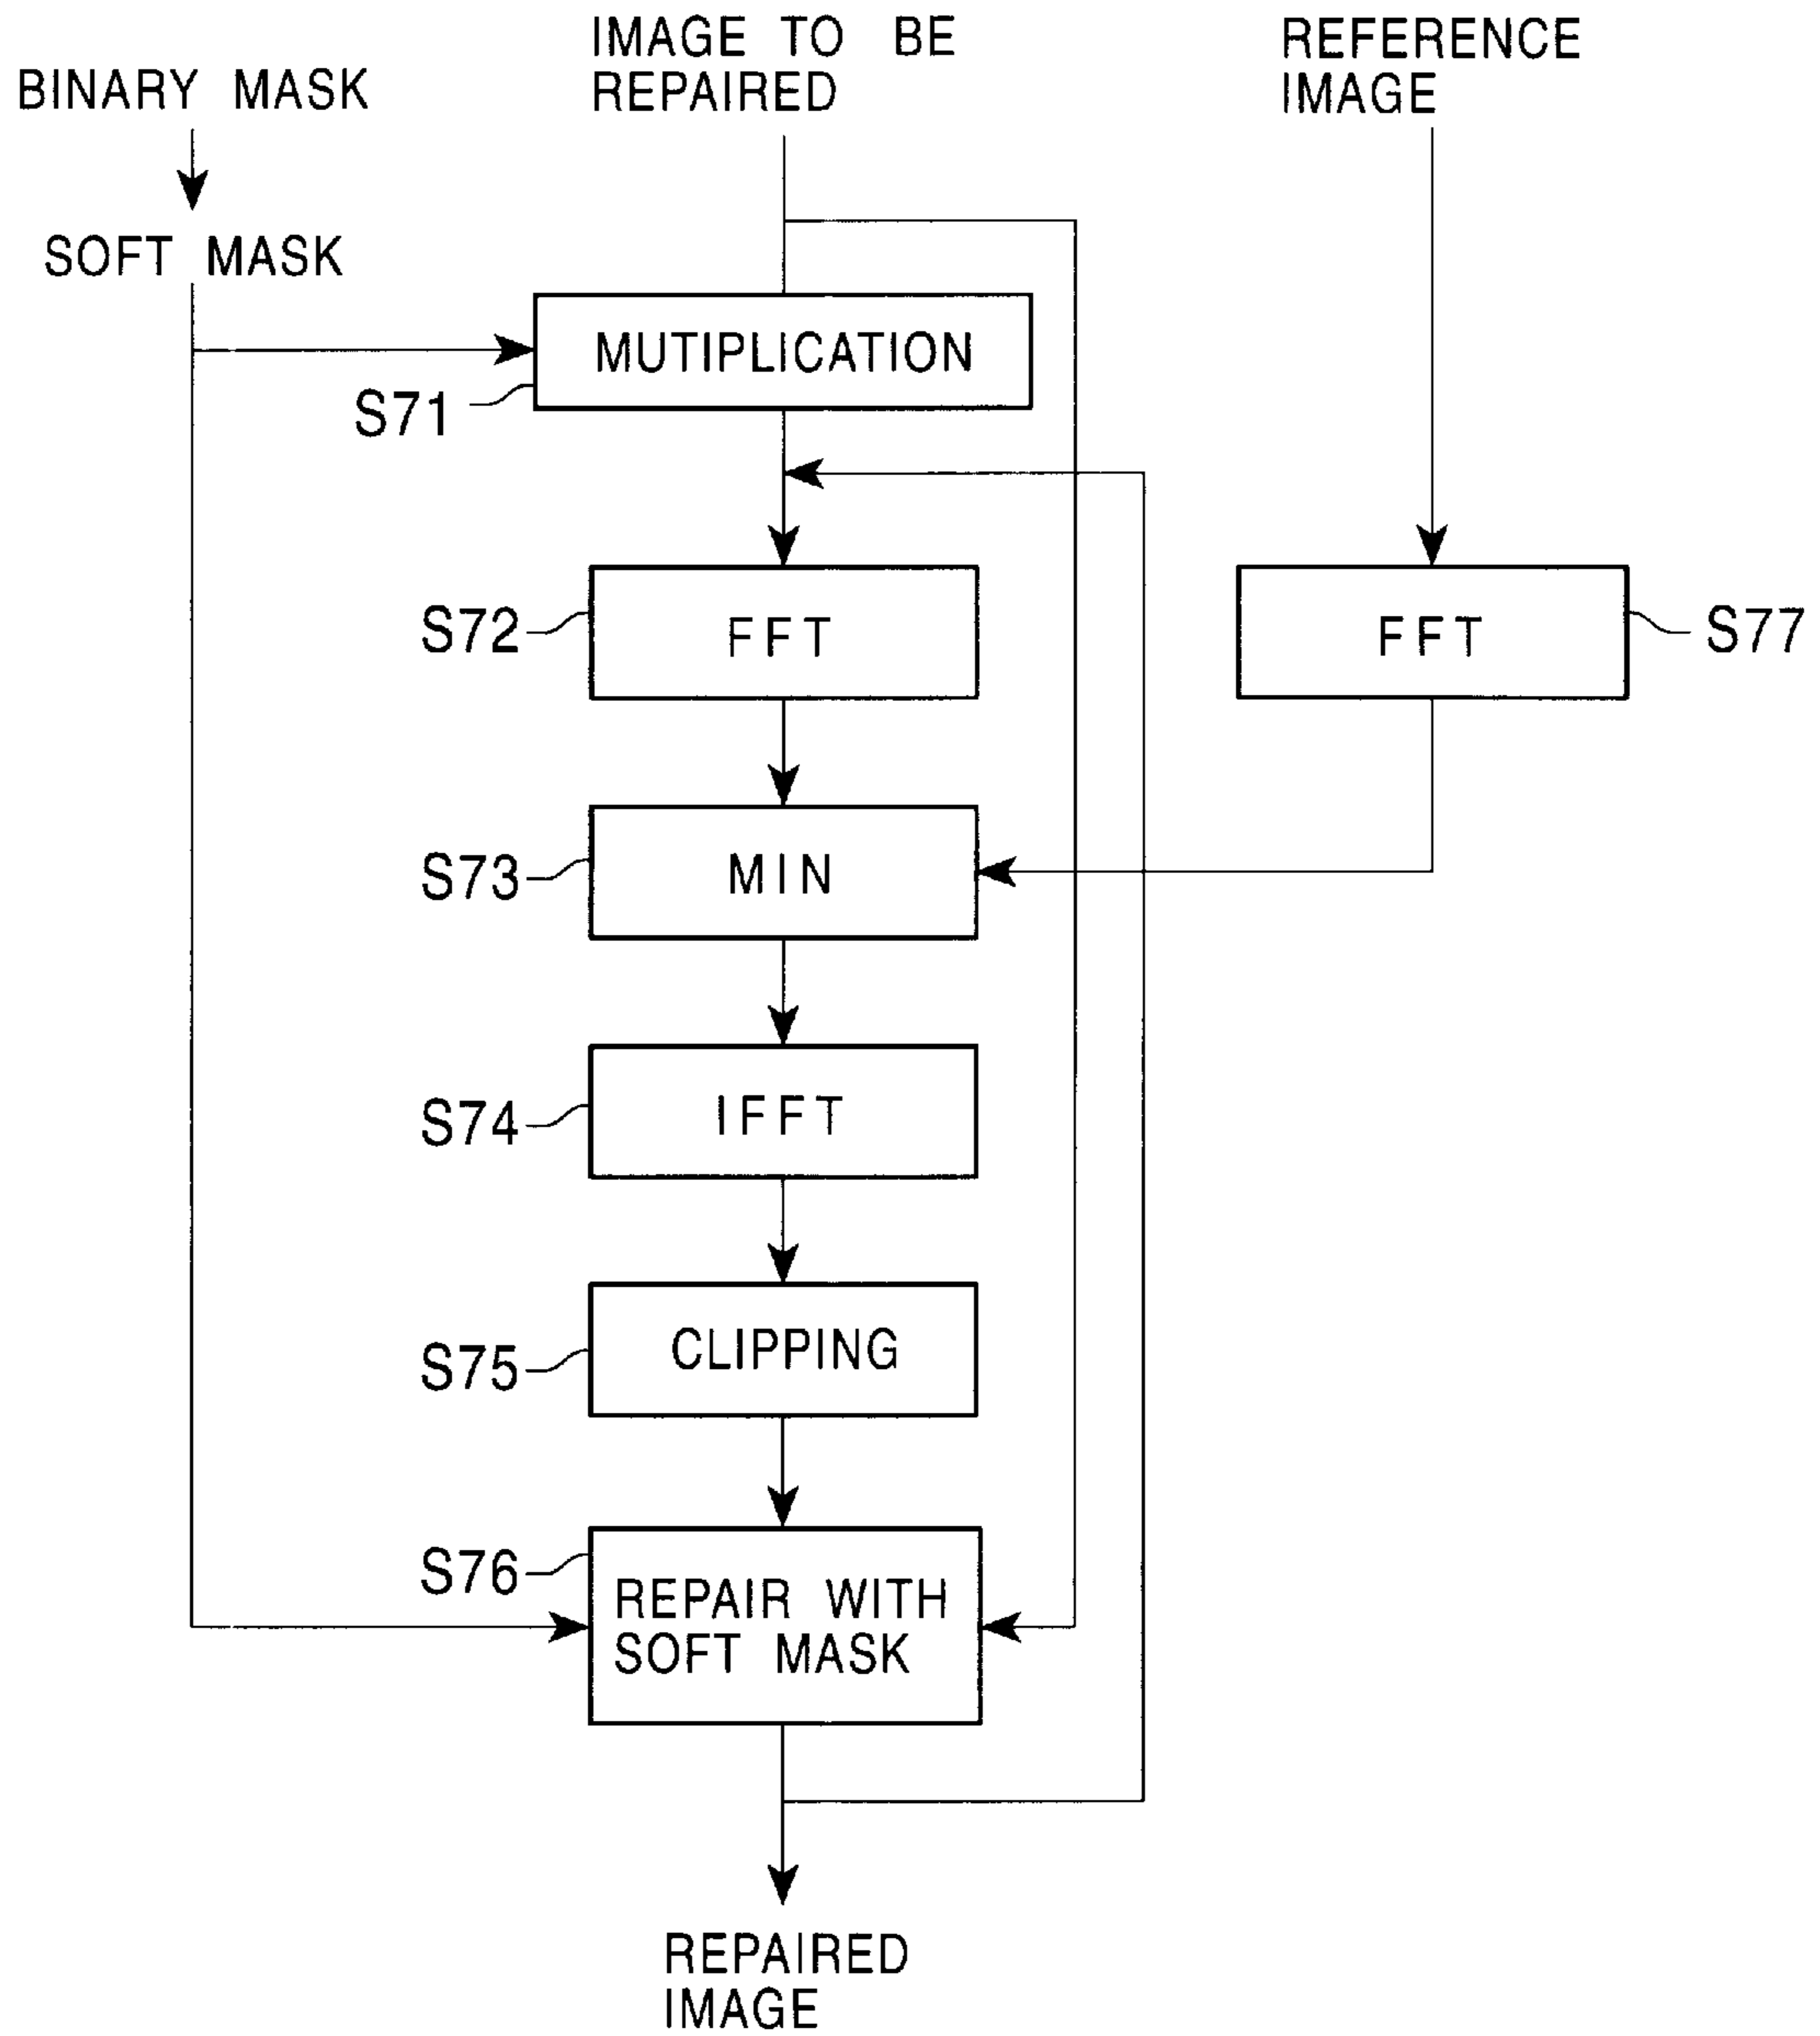 BINARY MASK
SOFT MASK
IMAGE TO BE
REPAIRED
REFERENCE
IMAGE
MUTIPLICATION
S71
S72
FFT
FFT
S77
S73
MIN
S74
IFFT
S75
CLIPPING
S76
REPAIR WITH
SOFT MASK
REPAIRED
IMAGE